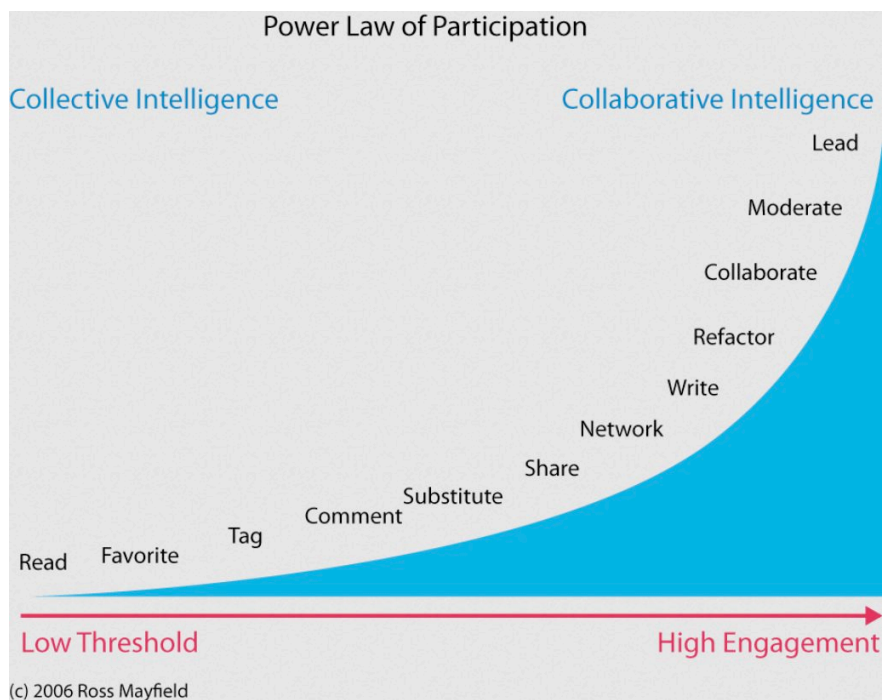 Power Law of Participation
Collective Intelligence
Collaborative Intelligence
Lead
Moderate
Collaborate
Refactor
Write
Network
Share
Substitute
Comment
Tag
Favorite
Read
Low Threshold
High Engagement
(c) 2006 Ross Mayfield